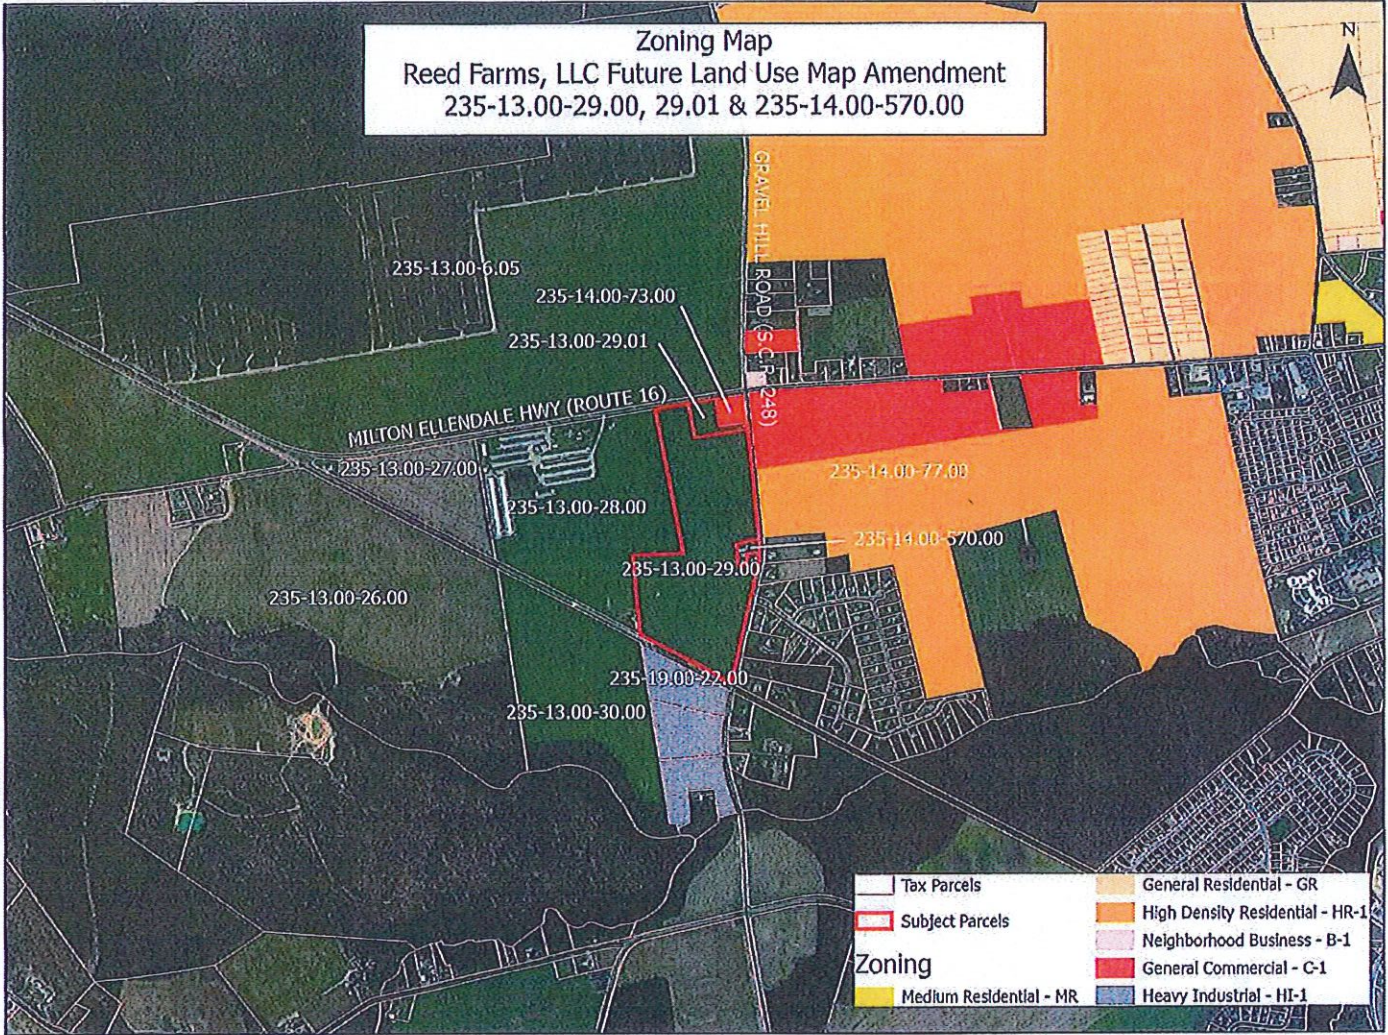 Zoning Map
Reed Farms, LLC Future Land Use Map Amendment
235-13.00-29.00, 29.01 & 235-14.00-570.00
N
GRAVEL HILL ROAD (S.C.R. 248)
235-13.00-6.05
235-14.00-73.00
235-13.00-29.01
MILTON ELLENDALE HWY (ROUTE 16)
235-13.00-27.00
235-14.00-77.00
235-13.00-28.00
235-14.00-570.00
235-13.00-29.00
235-13.00-26.00
235-19.00-22.00
235-13.00-30.00
Tax Parcels
Subject Parcels
Zoning
Medium Residential - MR
General Residential - GR
High Density Residential - HR-1
Neighborhood Business - B-1
General Commercial - C-1
Heavy Industrial - HI-1